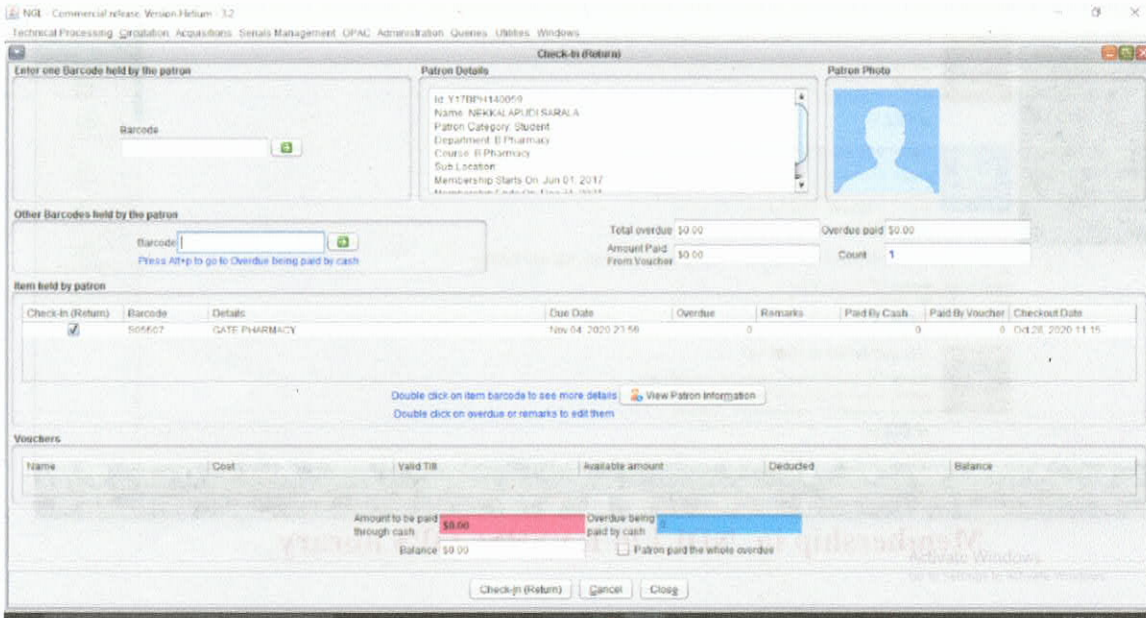 NGL - Commercial release Version Helium - 3.2
Technical Processing Circulation Acquisitions Serials Management OPAC Administration Queries Utilities Windows
Check-In (Return)
Enter one Barcode held by the patron
Barcode
Patron Details
Id: Y17BPH140059
Name: NEKKALAPUDI SARALA
Patron Category: Student
Department: B Pharmacy
Course: B Pharmacy
Sub Location:
Membership Starts On: Jun 01, 2017
Patron Photo
Other Barcodes held by the patron
Barcode
Press Alt+p to go to Overdue being paid by cash
Total overdue $0.00 Overdue paid $0.00
Amount Paid From Voucher $0.00 Count 1
Item held by patron
Check-In (Return) Barcode Details Due Date Overdue Remarks Paid By Cash Paid By Voucher Checkout Date
GATE PHARMACY Nov 04, 2020 23:59 0 0 0 Oct 28, 2020 11:15
Double click on item barcode to see more details View Patron Information
Double click on overdue or remarks to edit them
Vouchers
Name Cost Valid Till Available amount Deducted Balance
Amount to be paid through cash $0.00 Overdue being paid by cash
Balance $0.00 Patron paid the whole overdue
Activate Windows
Go to Settings to Activate Windows.
Check-in (Return) Cancel Close